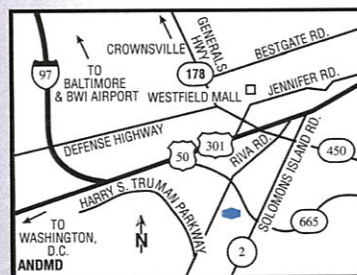 GENERALS
HWY
CROWNSVILLE
BESTGATE RD.
97
178
TO
BALTIMORE
& BWI AIRPORT
JENNIFER RD.
WESTFIELD MALL
DEFENSE HIGHWAY
301
50
RIVA RD.
SOLOMONS ISLAND RD.
450
HARRY S. TRUMAN PARKWAY
665
TO
WASHINGTON,
D.C.
N
2
ANDMD